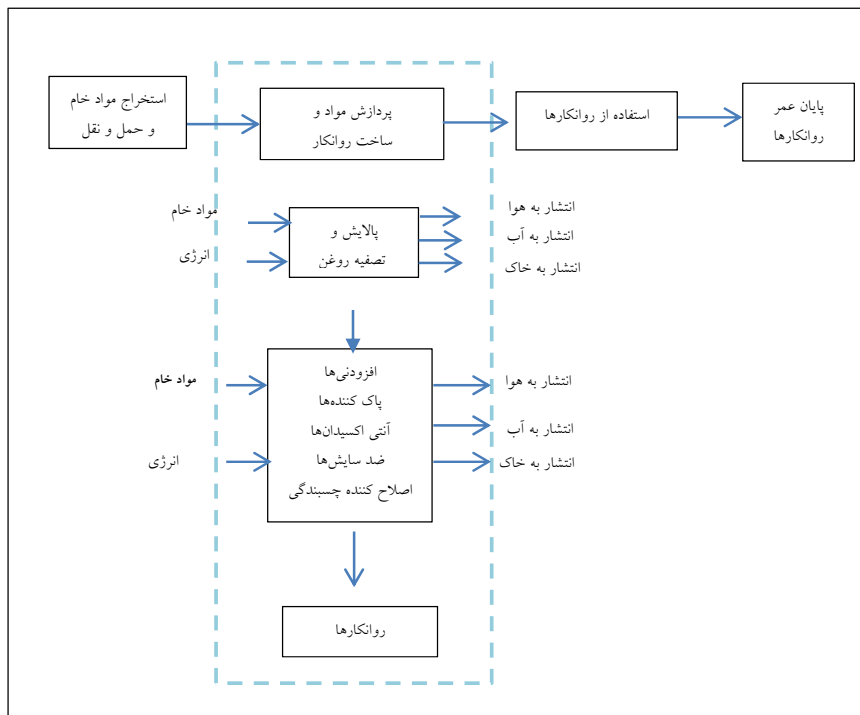 استخراج مواد خام
و حمل و نقل
پردازش مواد و
ساخت روانکار
استفاده از روانکارها
پایان عمر
روانکارها
مواد خام
انرژی
پالایش و
تصفیه روغن
انتشار به هوا
انتشار به آب
انتشار به خاک
مواد خام
انرژی
افزودنی‌ها
پاک کننده‌ها
آنتی اکسیدان‌ها
ضد سایش‌ها
اصلاح کننده چسبندگی
انتشار به هوا
انتشار به آب
انتشار به خاک
روانکارها